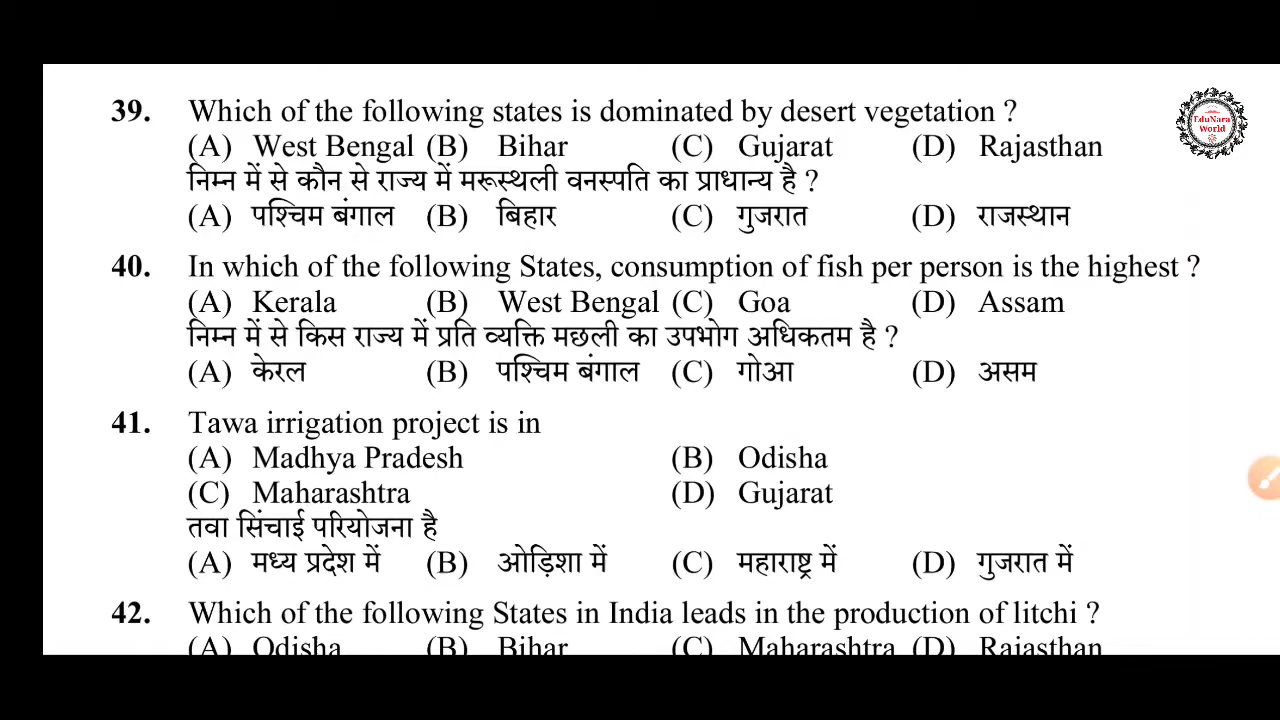 39. Which of the following states is dominated by desert vegetation ?
(A) West Bengal (B) Bihar (C) Gujarat (D) Rajasthan
निम्न में से कौन से राज्य में मरूस्थली वनस्पति का प्राधान्य है ?
(A) पश्चिम बंगाल (B) बिहार (C) गुजरात (D) राजस्थान
40. In which of the following States, consumption of fish per person is the highest ?
(A) Kerala (B) West Bengal (C) Goa (D) Assam
निम्न में से किस राज्य में प्रति व्यक्ति मछली का उपभोग अधिकतम है ?
(A) केरल (B) पश्चिम बंगाल (C) गोआ (D) असम
41. Tawa irrigation project is in
(A) Madhya Pradesh (B) Odisha
(C) Maharashtra (D) Gujarat
तवा सिंचाई परियोजना है
(A) मध्य प्रदेश में (B) ओड़िशा में (C) महाराष्ट्र में (D) गुजरात में
42. Which of the following States in India leads in the production of litchi ?
(A) Odisha (B) Bihar (C) Maharashtra (D) Rajasthan
EduNara
World